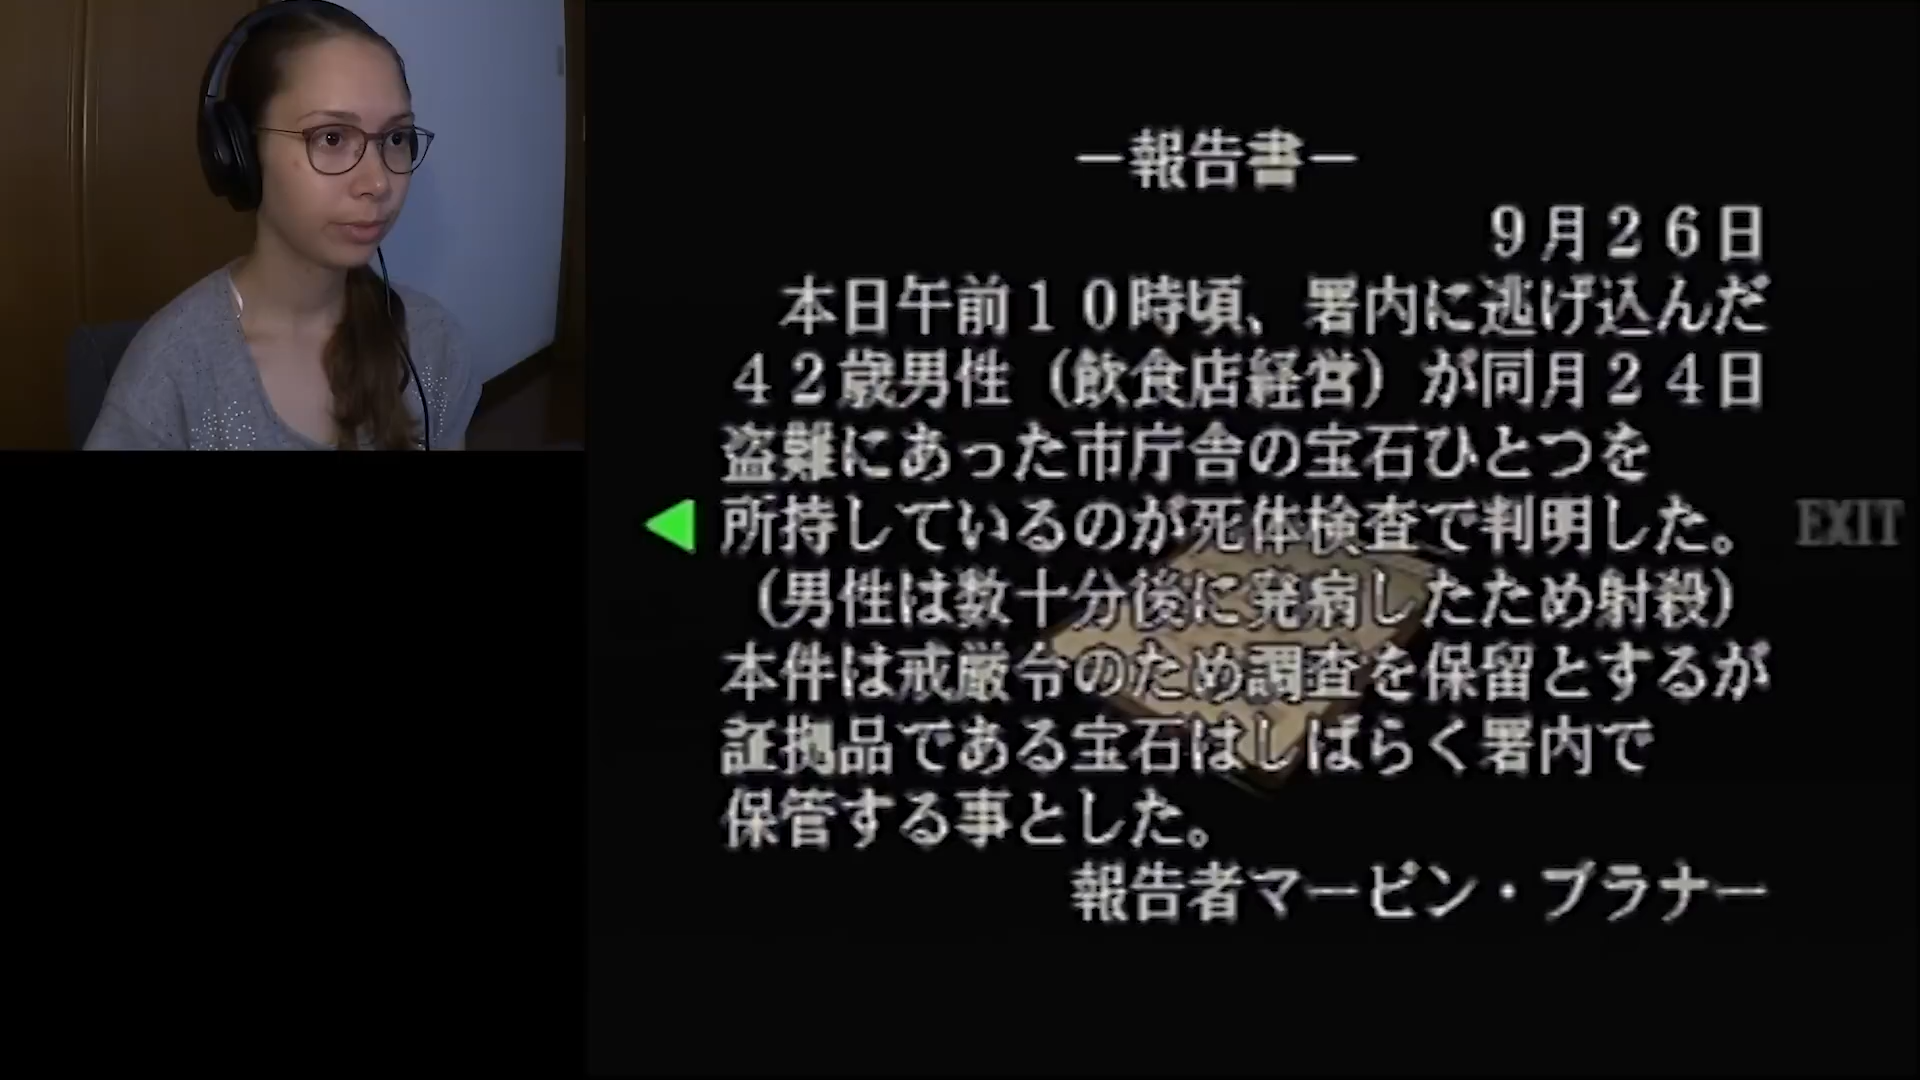 －報告書－
９月２６日
本日午前１０時頃、署内に逃げ込んだ
４２歳男性（飲食店経営）が同月２４日
盗難にあった市庁舎の宝石ひとつを
所持しているのが死体検査で判明した。
EXIT
（男性は数十分後に発病したため射殺）
本件は戒厳令のため調査を保留とするが
証拠品である宝石はしばらく署内で
保管する事とした。
報告者マービン・ブラナー